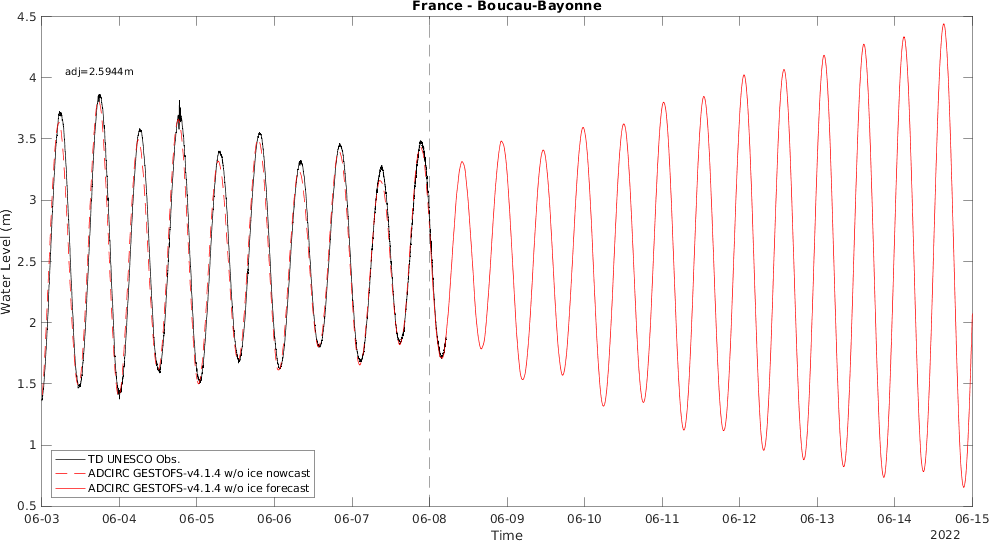 France - Boucau-Bayonne
adj=2.5944m
4.5
4
3.5
3
2.5
2
1.5
1
0.5
Water Level (m)
TD UNESCO Obs.
ADCIRC GESTOFS-v4.1.4 w/o ice nowcast
ADCIRC GESTOFS-v4.1.4 w/o ice forecast
06-03 06-04 06-05 06-06 06-07 06-08 06-09 06-10 06-11 06-12 06-13 06-14 06-15
Time
2022